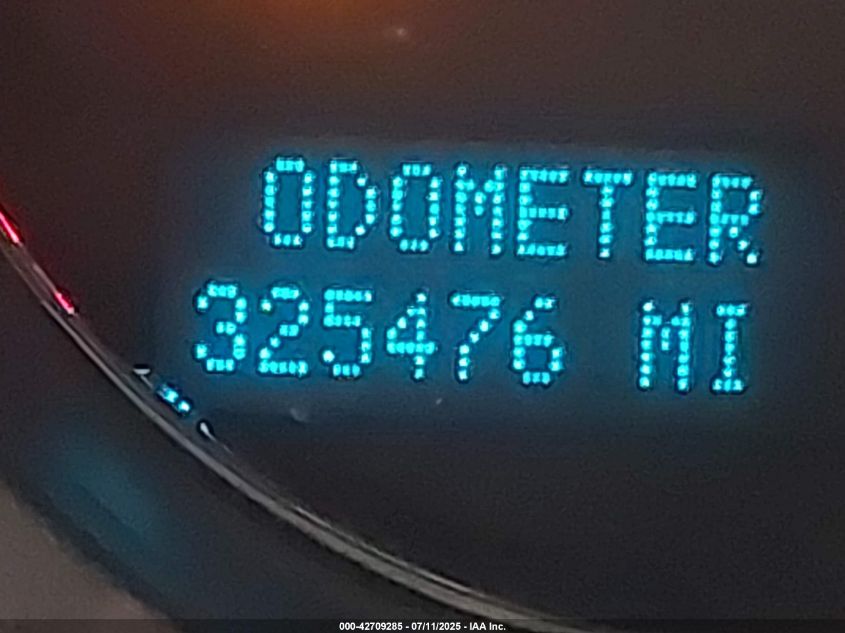 ODOMETER
325476 MI
000-42709285 - 07/11/2025 - IAA Inc.